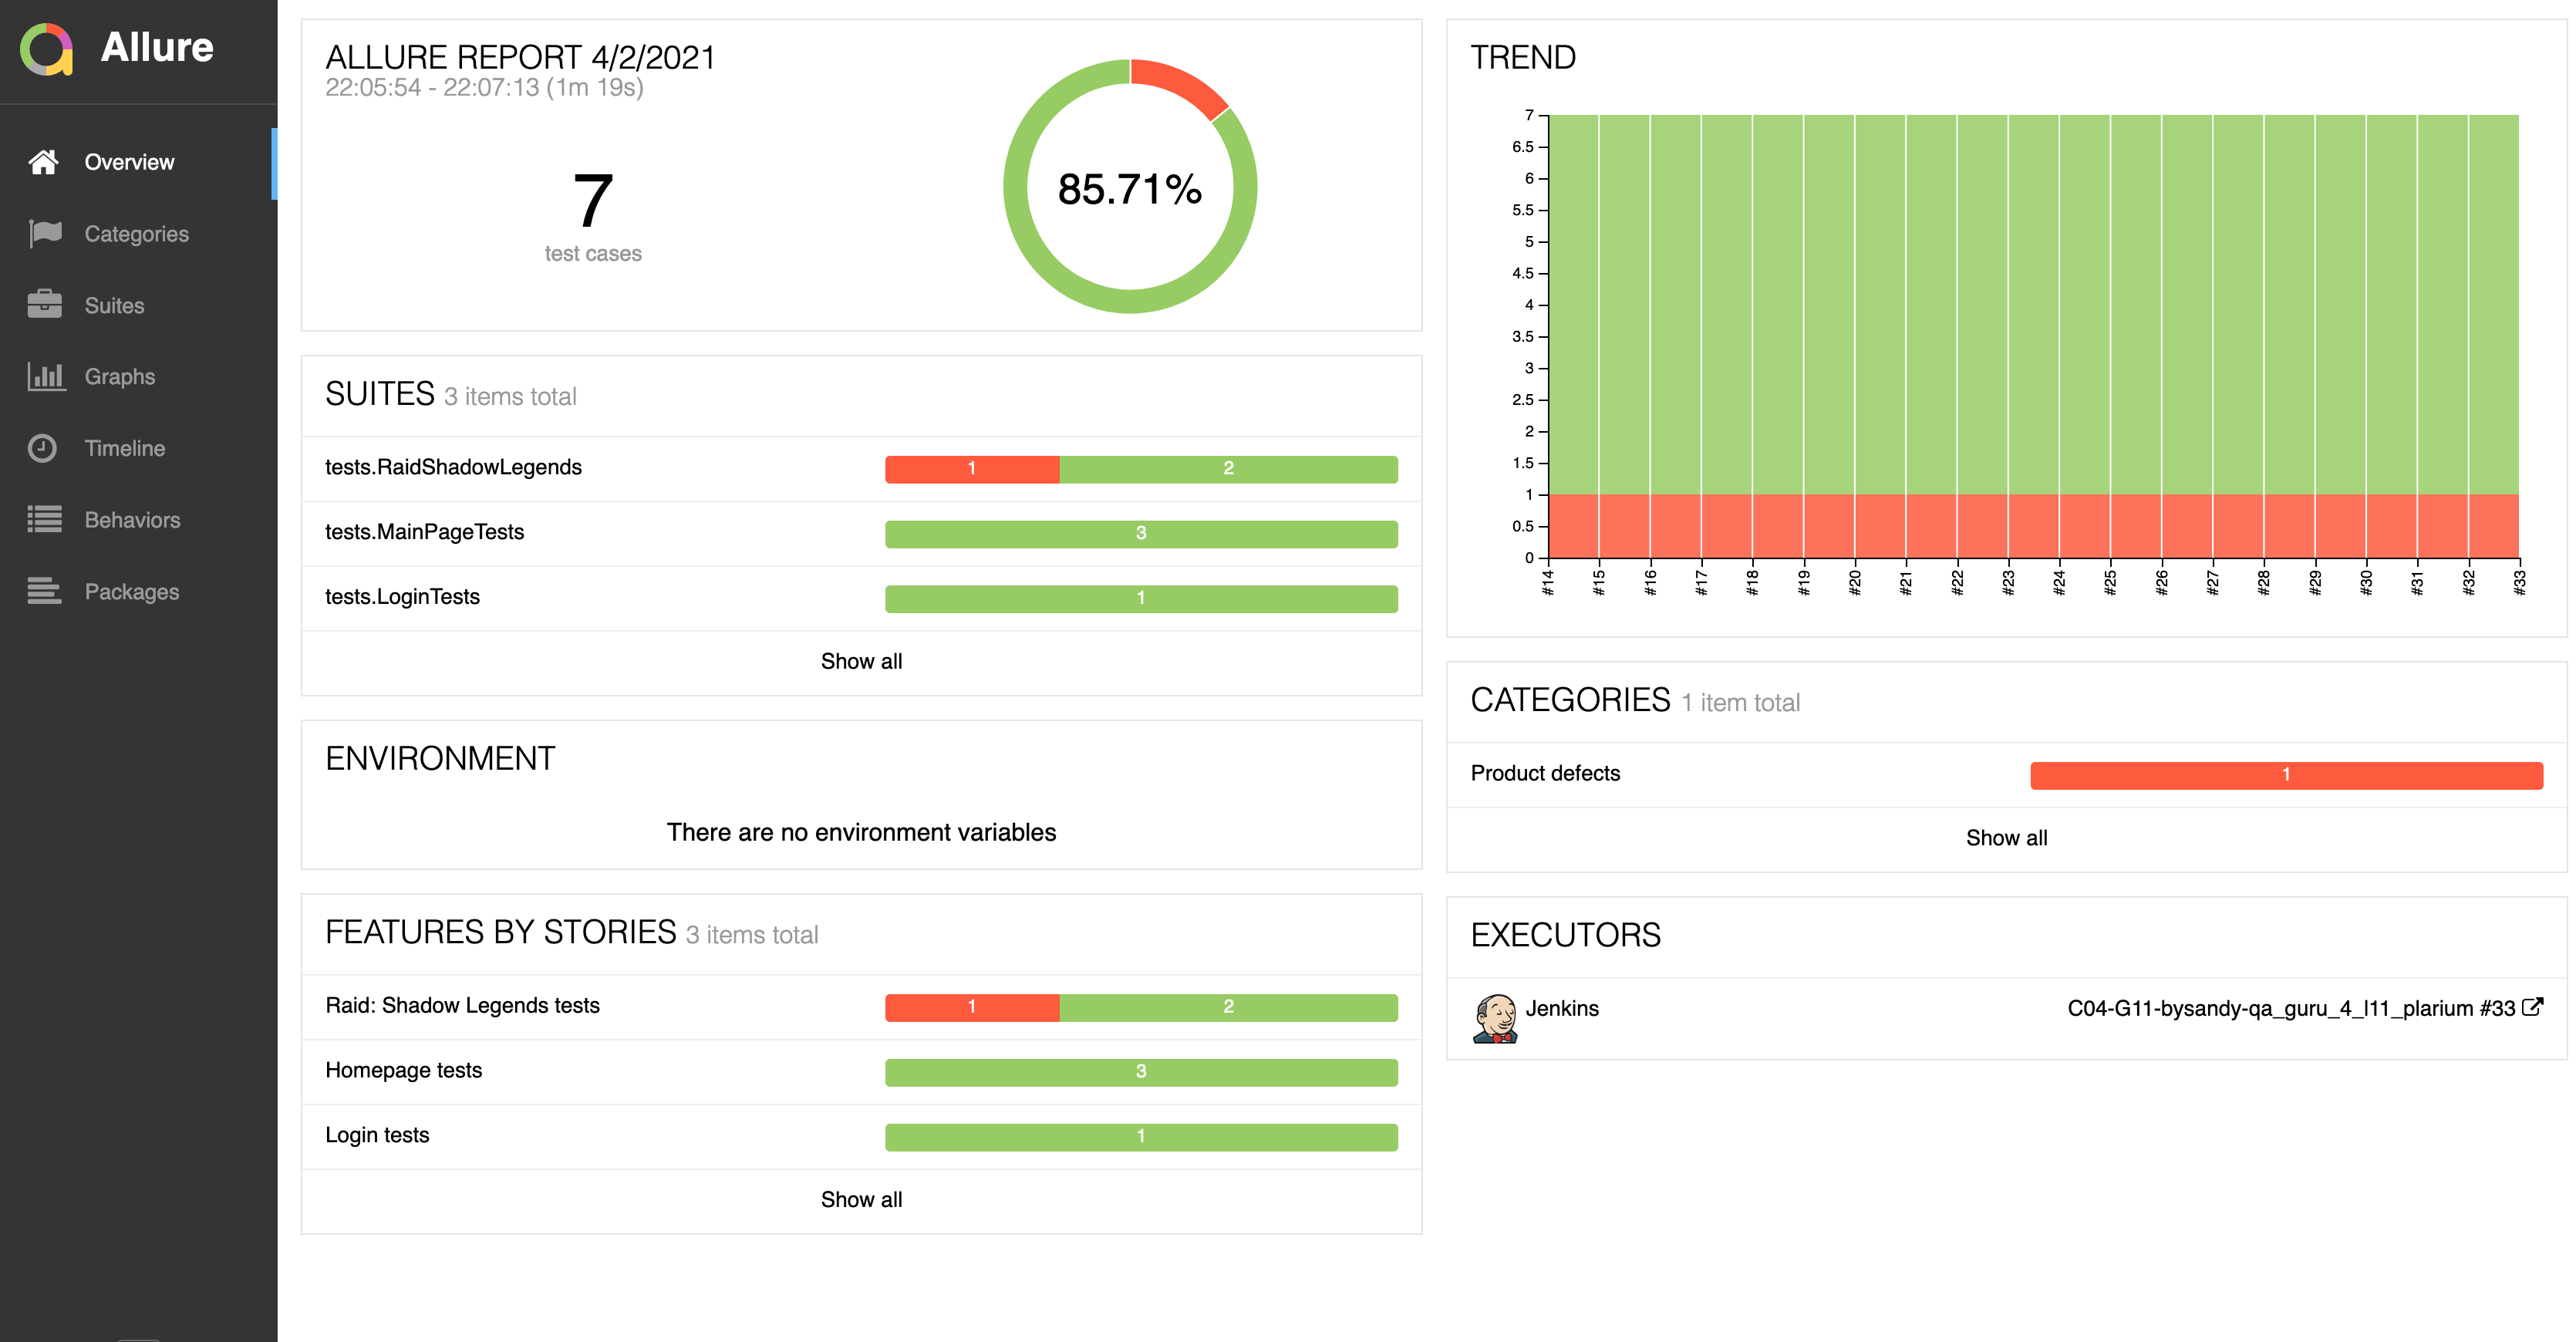 Allure
Overview
Categories
Suites
Graphs
Timeline
Behaviors
Packages
ALLURE REPORT 4/2/2021
22:05:54 - 22:07:13 (1m 19s)
7
test cases
85.71%
SUITES 3 items total
tests.RaidShadowLegends 1 2
tests.MainPageTests 3
tests.LoginTests 1
Show all
ENVIRONMENT
There are no environment variables
FEATURES BY STORIES 3 items total
Raid: Shadow Legends tests 1 2
Homepage tests 3
Login tests 1
Show all
TREND
7
6.5
6
5.5
5
4.5
4
3.5
3
2.5
2
1.5
1
0.5
0
#14 #15 #16 #17 #18 #19 #20 #21 #22 #23 #24 #25 #26 #27 #28 #29 #30 #31 #32 #33
CATEGORIES 1 item total
Product defects 1
Show all
EXECUTORS
Jenkins C04-G11-bysandy-qa_guru_4_l11_plarium #33